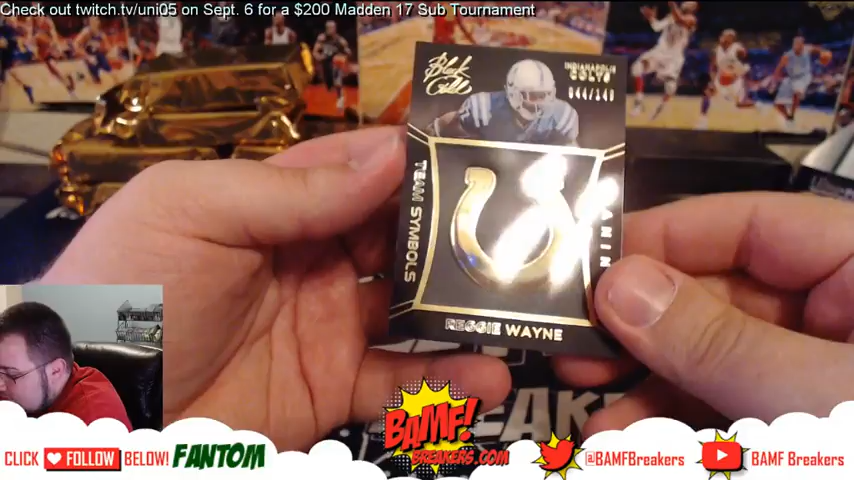 Check out twitch.tv/uni05 on Sept. 6 for a $200 Madden 17 Sub Tournament
Black
Gold
INDIANAPOLIS
COLTS
044/149
TEAM SYMBOLS
REGGIE WAYNE
CLICK FOLLOW BELOW! FANTOM
BAMF!
BREAKERS.COM
@BAMFBreakers
BAMF Breakers